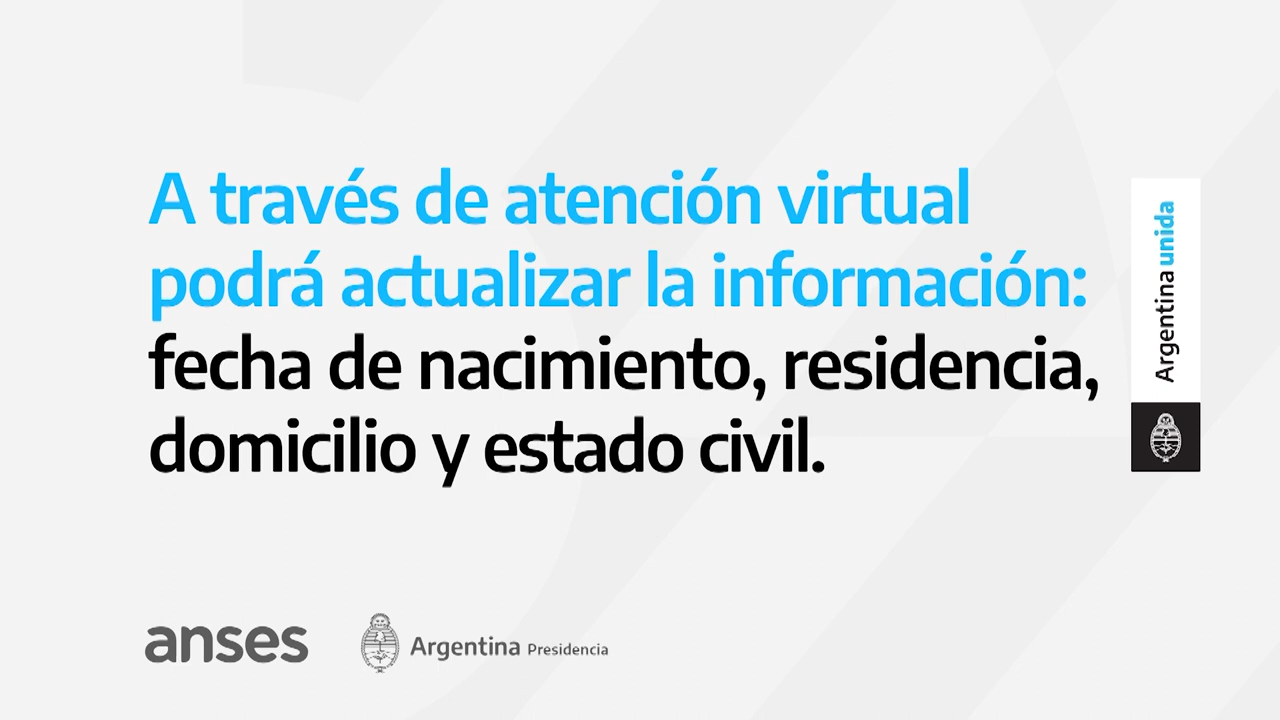 A través de atención virtual
podrá actualizar la información:
fecha de nacimiento, residencia,
domicilio y estado civil.
Argentina unida
anses
Argentina Presidencia